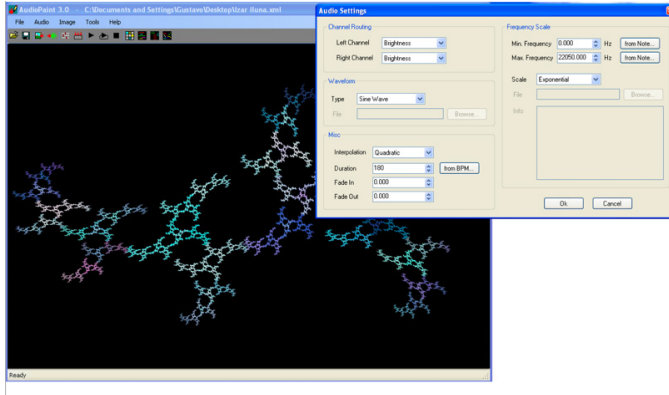 AudioPaint 3.0 - C:\Documents and Settings\Gustavo\Desktop\Izar Iluna.xml
File Audio Image Tools Help
Audio Settings
Channel Routing
Left Channel Brightness
Right Channel Brightness
Waveform
Type Sine Wave
File Browse...
Misc
Interpolation Quadratic
Duration 180 from BPM...
Fade In 0.000
Fade Out 0.000
Frequency Scale
Min. Frequency 0.000 Hz from Note...
Max. Frequency 22050.000 Hz from Note...
Scale Exponential
File Browse...
Info
Ok Cancel
Ready